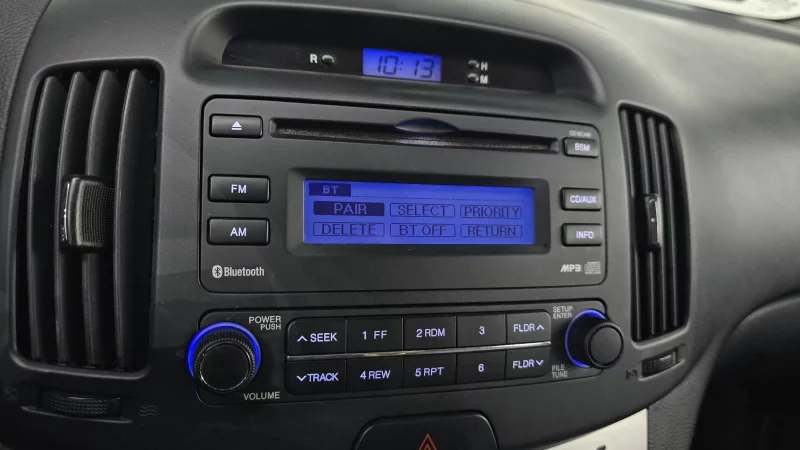 R 10:13 H
M
CD SCAN
BSM
FM
AM
BT
PAIR SELECT PRIORITY
DELETE BT OFF RETURN
CD/AUX
INFO
Bluetooth
MP3
POWER
PUSH
VOLUME
SEEK 1 FF 2 RDM 3 FLDR
TRACK 4 REW 5 RPT 6 FLDR
SETUP
ENTER
FILE
TUNE